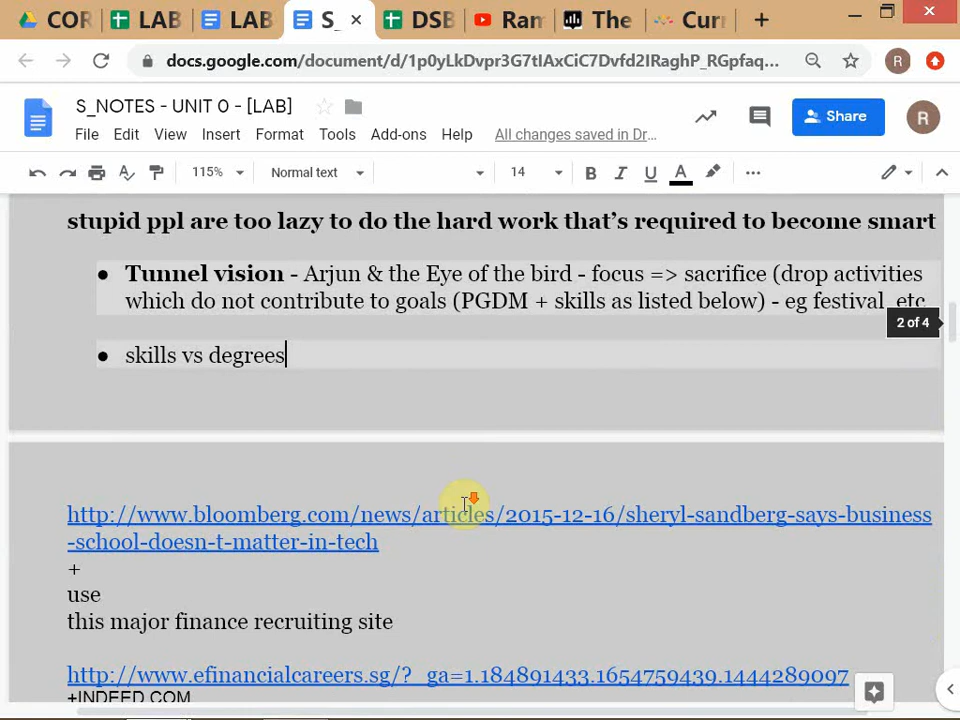 COR
LAB
LAB
S_
DSB
Ram
The
Curr
docs.google.com/document/d/1p0yLkDvpr3G7tIAxCiC7Dvfd2IRaghP_RGpfaq...
R
S_NOTES - UNIT 0 - [LAB]
File Edit View Insert Format Tools Add-ons Help All changes saved in Dr...
Share
R
115% Normal text 14 B I U A
stupid ppl are too lazy to do the hard work that's required to become smart
● Tunnel vision - Arjun & the Eye of the bird - focus => sacrifice (drop activities
which do not contribute to goals (PGDM + skills as listed below) - eg festival, etc
2 of 4
● skills vs degrees
http://www.bloomberg.com/news/articles/2015-12-16/sheryl-sandberg-says-business
-school-doesn-t-matter-in-tech
+
use
this major finance recruiting site
http://www.efinancialcareers.sg/?_ga=1.184891433.1654759439.1444289097
+INDEED.COM